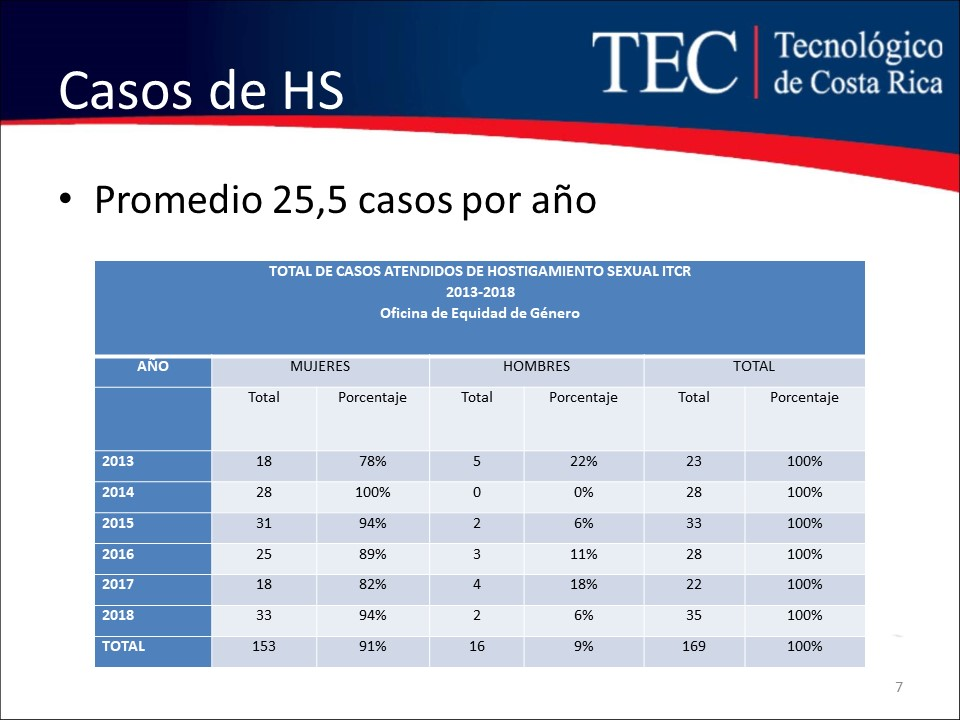 Casos de HS
TEC | Tecnológico
de Costa Rica
• Promedio 25,5 casos por año
TOTAL DE CASOS ATENDIDOS DE HOSTIGAMIENTO SEXUAL ITCR
2013-2018
Oficina de Equidad de Género
AÑO MUJERES HOMBRES TOTAL
Total Porcentaje Total Porcentaje Total Porcentaje
2013 18 78% 5 22% 23 100%
2014 28 100% 0 0% 28 100%
2015 31 94% 2 6% 33 100%
2016 25 89% 3 11% 28 100%
2017 18 82% 4 18% 22 100%
2018 33 94% 2 6% 35 100%
TOTAL 153 91% 16 9% 169 100%
7